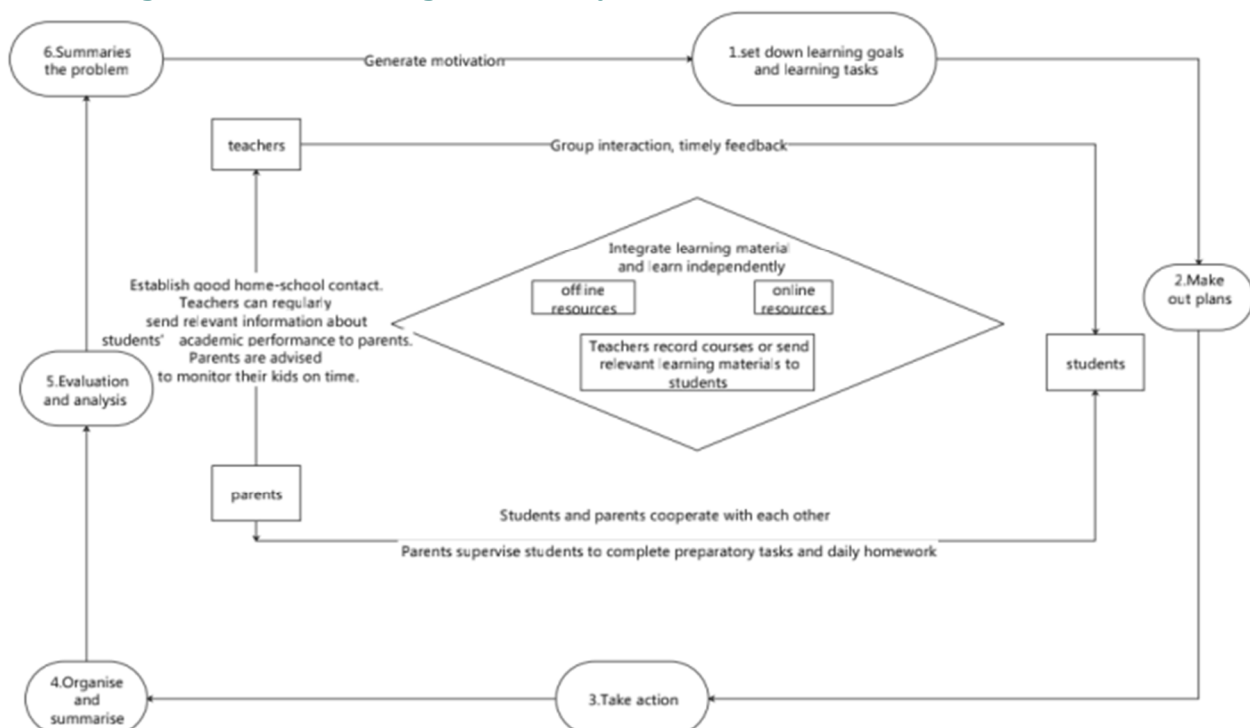 6.Summaries
the problem
Generate motivation
1.set down learning goals
and learning tasks
teachers
Group interaction, timely feedback
Integrate learning material
and learn independently
offline
resources
online
resources
Teachers record courses or send
relevant learning materials to
students
Establish good home-school contact.
Teachers can regularly
send relevant information about
students' academic performance to parents.
Parents are advised
to monitor their kids on time.
2.Make
out plans
students
5.Evaluation
and analysis
parents
Students and parents cooperate with each other
Parents supervise students to complete preparatory tasks and daily homework
4.Organise
and
summarise
3.Take action